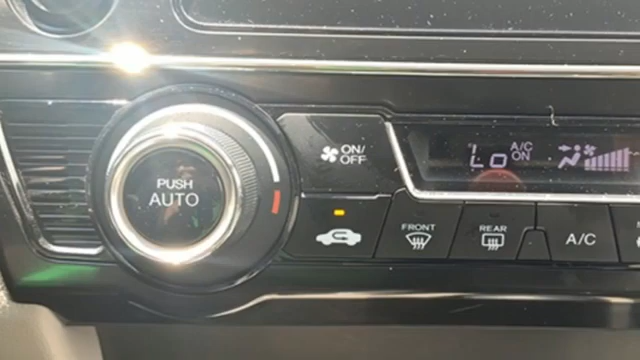 PUSH
AUTO
ON/
OFF
Lo
A/C
ON
FRONT
REAR
A/C